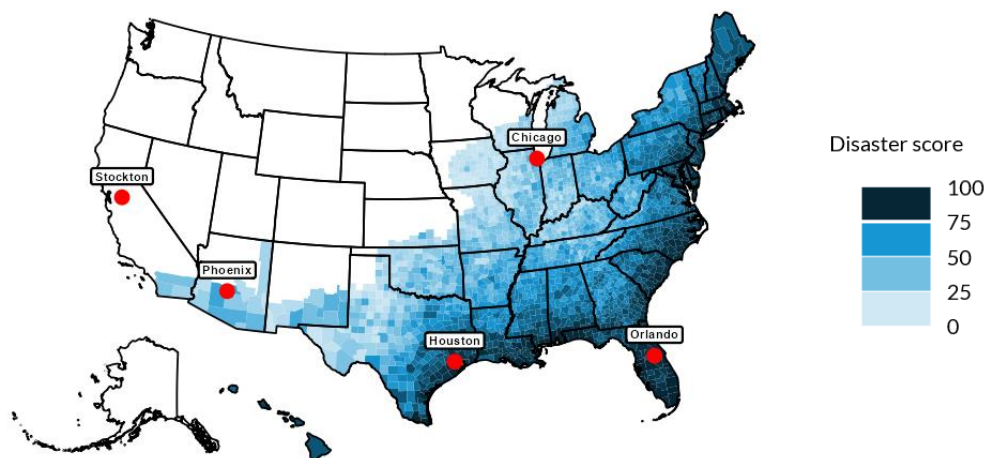 Chicago
Disaster score
Stockton
100
75
50
Phoenix
25
0
Houston
Orlando